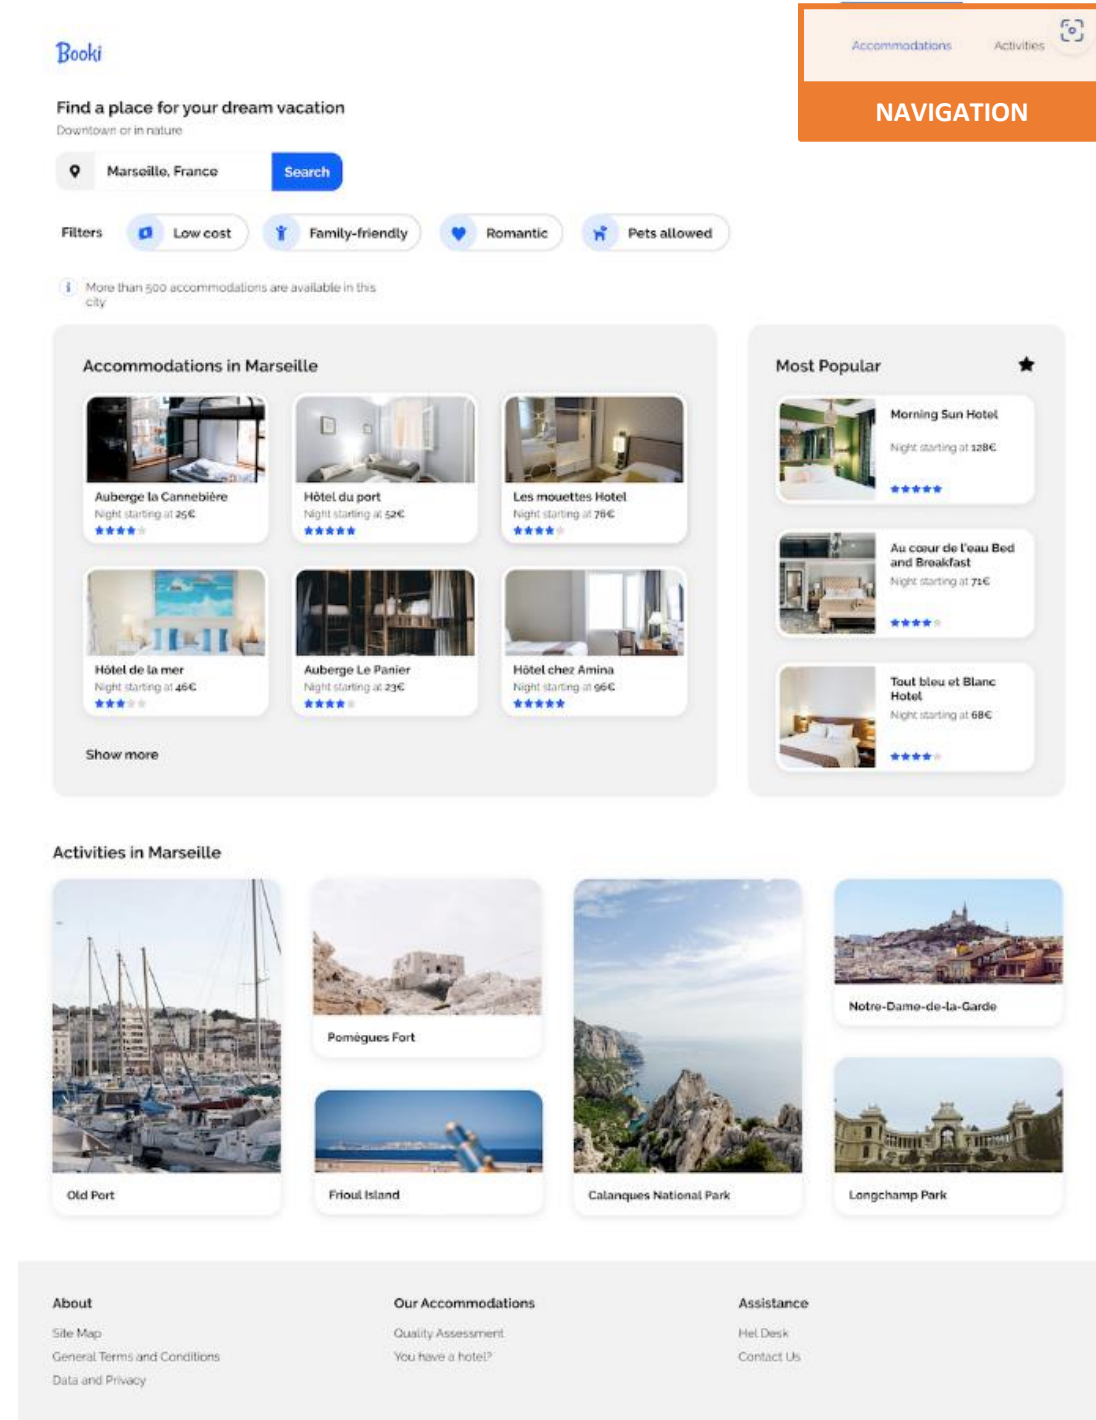 Booki
Accommodations
Activities
NAVIGATION
Find a place for your dream vacation
Downtown or in nature
Marseille, France
Search
Filters
Low cost
Family-friendly
Romantic
Pets allowed
More than 500 accommodations are available in this
city
Accommodations in Marseille
Auberge la Cannebière
Night starting at 25€
Hôtel du port
Night starting at 52€
Les mouettes Hotel
Night starting at 76€
Hôtel de la mer
Night starting at 46€
Auberge Le Panier
Night starting at 23€
Hôtel chez Amina
Night starting at 96€
Show more
Most Popular
Morning Sun Hotel
Night starting at 128€
Au cœur de l'eau Bed
and Breakfast
Night starting at 71€
Tout bleu et Blanc
Hotel
Night starting at 68€
Activities in Marseille
Old Port
Pomègues Fort
Frioul Island
Calanques National Park
Notre-Dame-de-la-Garde
Longchamp Park
About
Site Map
General Terms and Conditions
Data and Privacy
Our Accommodations
Quality Assessment
You have a hotel?
Assistance
Hel Desk
Contact Us